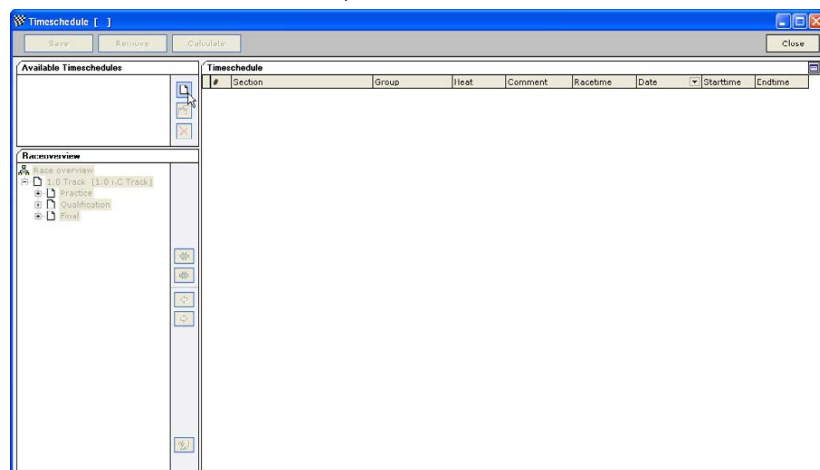 Timeschedule [ ]
Save Remove Calculate Close
Available Timeschedules
Timeschedule
# Section Group Heat Comment Racetime Date Starttime Endtime
Raceoverview
Race overview
1:0 Track [1:0 i-C Track]
Practice
Qualification
Final